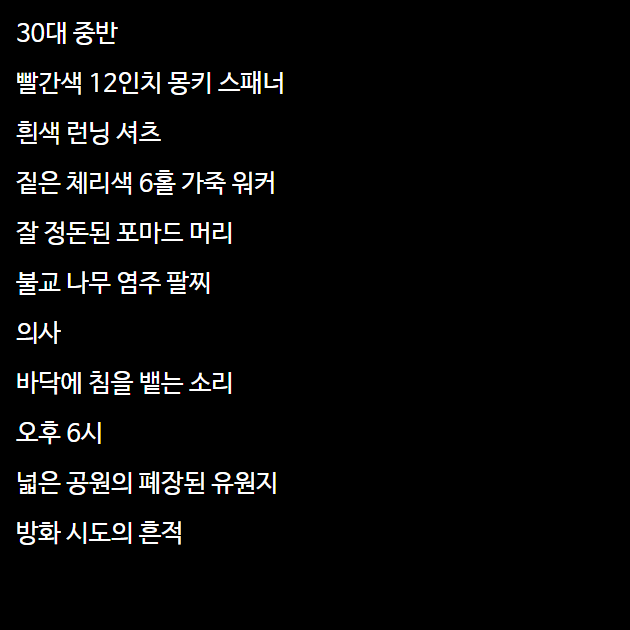 30대 중반
빨간색 12인치 몽키 스패너
흰색 런닝 셔츠
짙은 체리색 6홀 가죽 워커
잘 정돈된 포마드 머리
불교 나무 염주 팔찌
의사
바닥에 침을 뱉는 소리
오후 6시
넓은 공원의 폐장된 유원지
방화 시도의 흔적